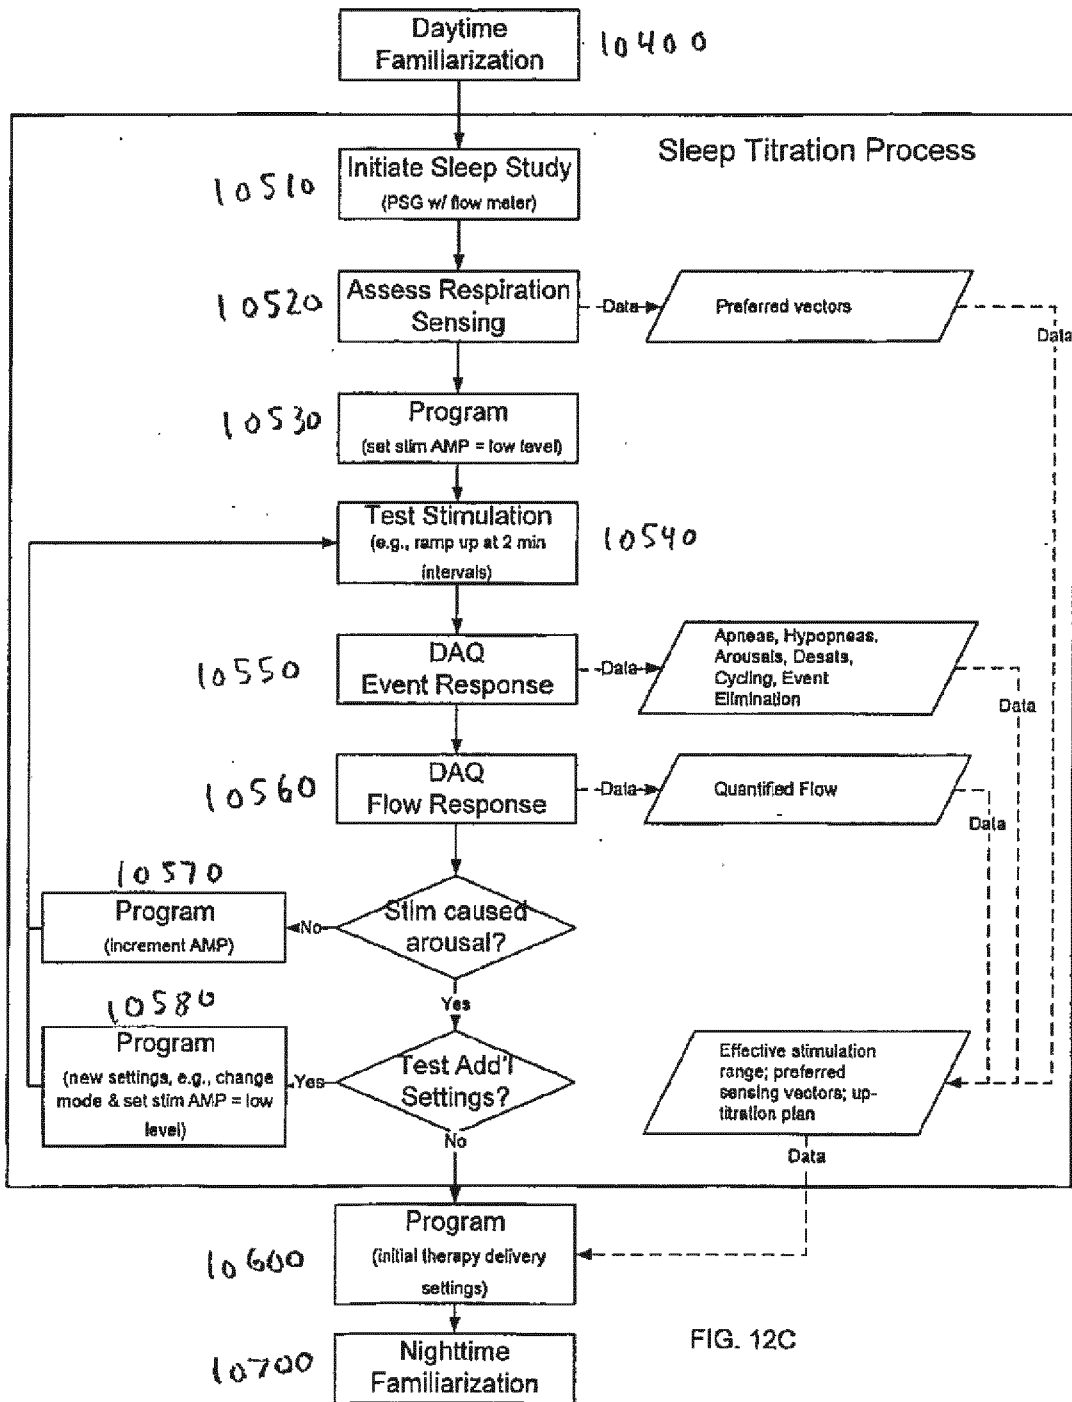 Daytime
Familiarization
10400
Sleep Titration Process
10510
Initiate Sleep Study
(PSG w/ flow meter)
10520
Assess Respiration
Sensing
Data
Preferred vectors
Data
10530
Program
(set stim AMP = low level)
Test Stimulation
(e.g., ramp up at 2 min
intervals)
10540
10550
DAQ
Event Response
Data
Apneas, Hypopneas,
Arousals, Desats,
Cycling, Event
Elimination
Data
10560
DAQ
Flow Response
Data
Quantified Flow
Data
10570
Program
(increment AMP)
No
Stim caused
arousal?
Yes
10580
Program
(new settings, e.g., change
mode & set stim AMP = low
level)
Yes
Test Add'l
Settings?
No
Effective stimulation
range; preferred
sensing vectors; up-
titration plan
Data
10600
Program
(initial therapy delivery
settings)
10700
Nighttime
Familiarization
FIG. 12C